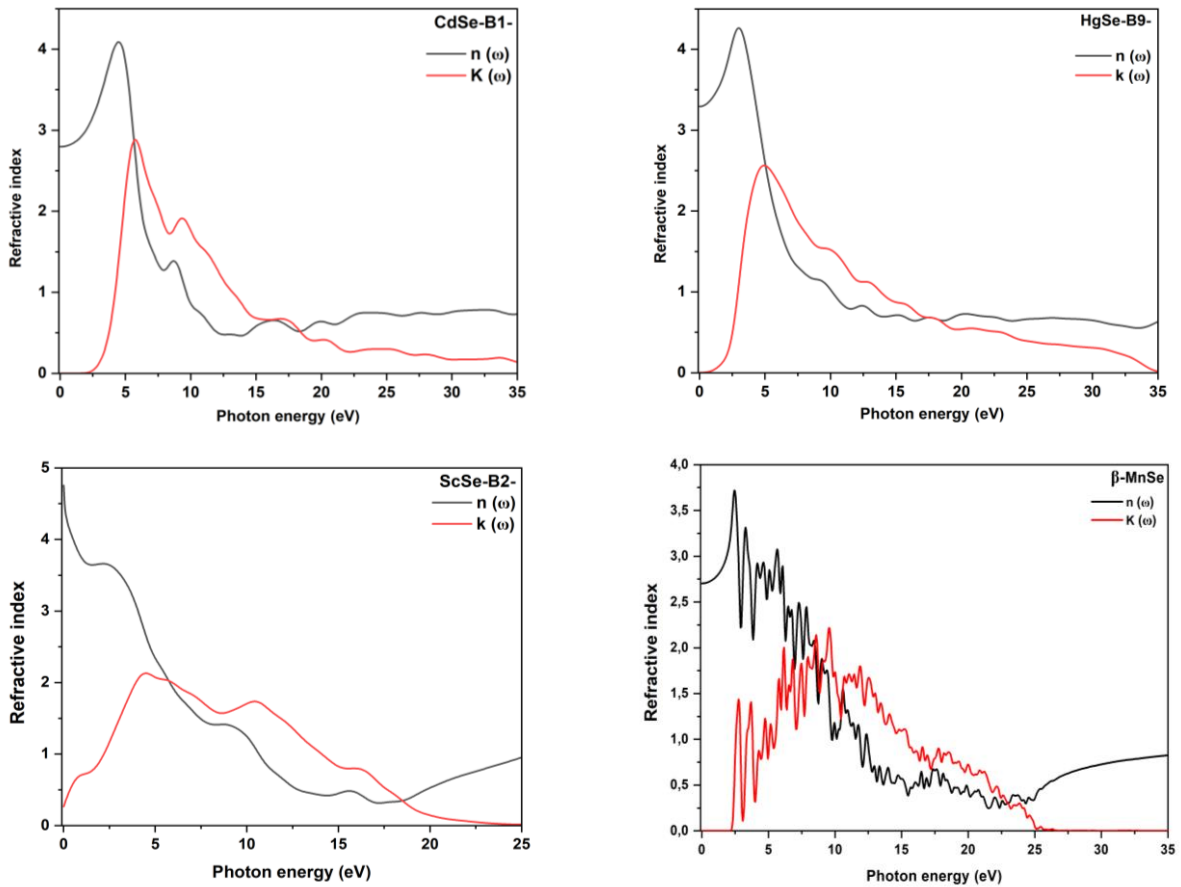 CdSe-B1-
n (ω)
K (ω)
4
3
2
1
0
Refractive index
0 5 10 15 20 25 30 35
Photon energy (eV)
HgSe-B9-
n (ω)
k (ω)
4
3
2
1
0
Refractive index
0 5 10 15 20 25 30 35
Photon energy (eV)
ScSe-B2-
n (ω)
k (ω)
5
4
3
2
1
0
Refractive index
0 5 10 15 20 25
Photon energy (eV)
β-MnSe
n (ω)
K (ω)
4,0
3,5
3,0
2,5
2,0
1,5
1,0
0,5
0,0
Refractive index
0 5 10 15 20 25 30 35
Photon energy (eV)